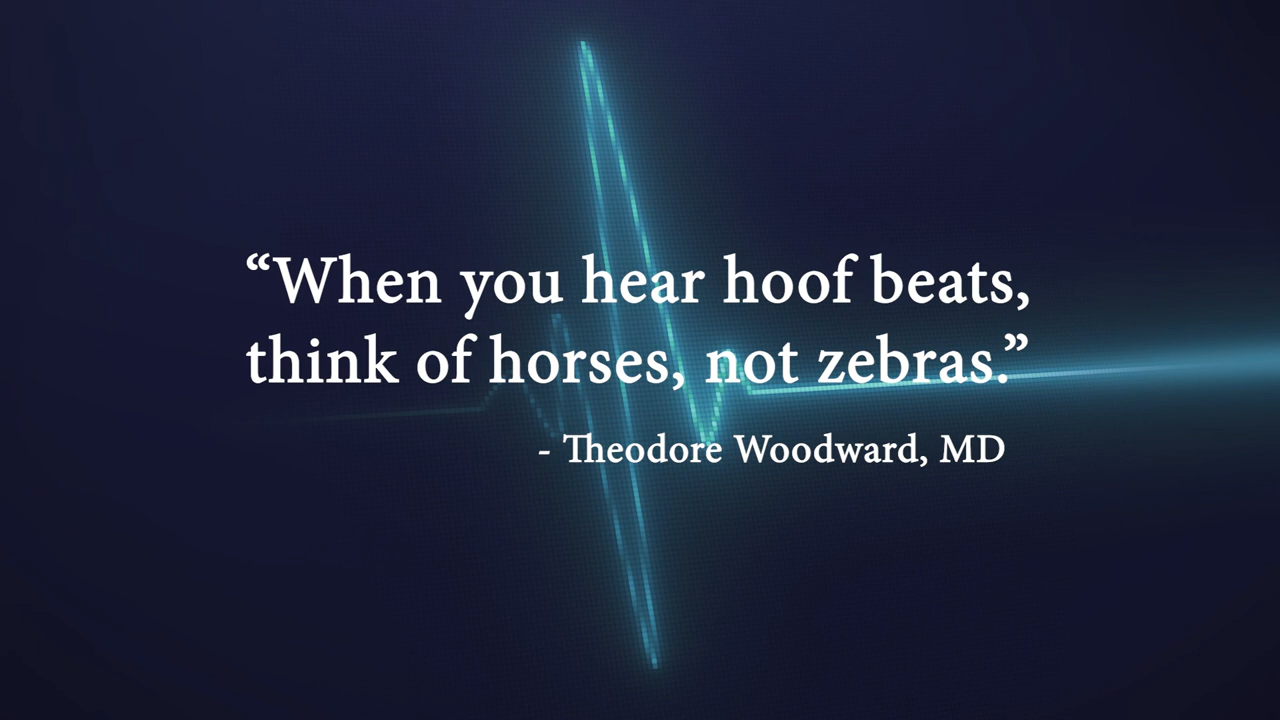 “When you hear hoof beats,
think of horses, not zebras.”
- Theodore Woodward, MD